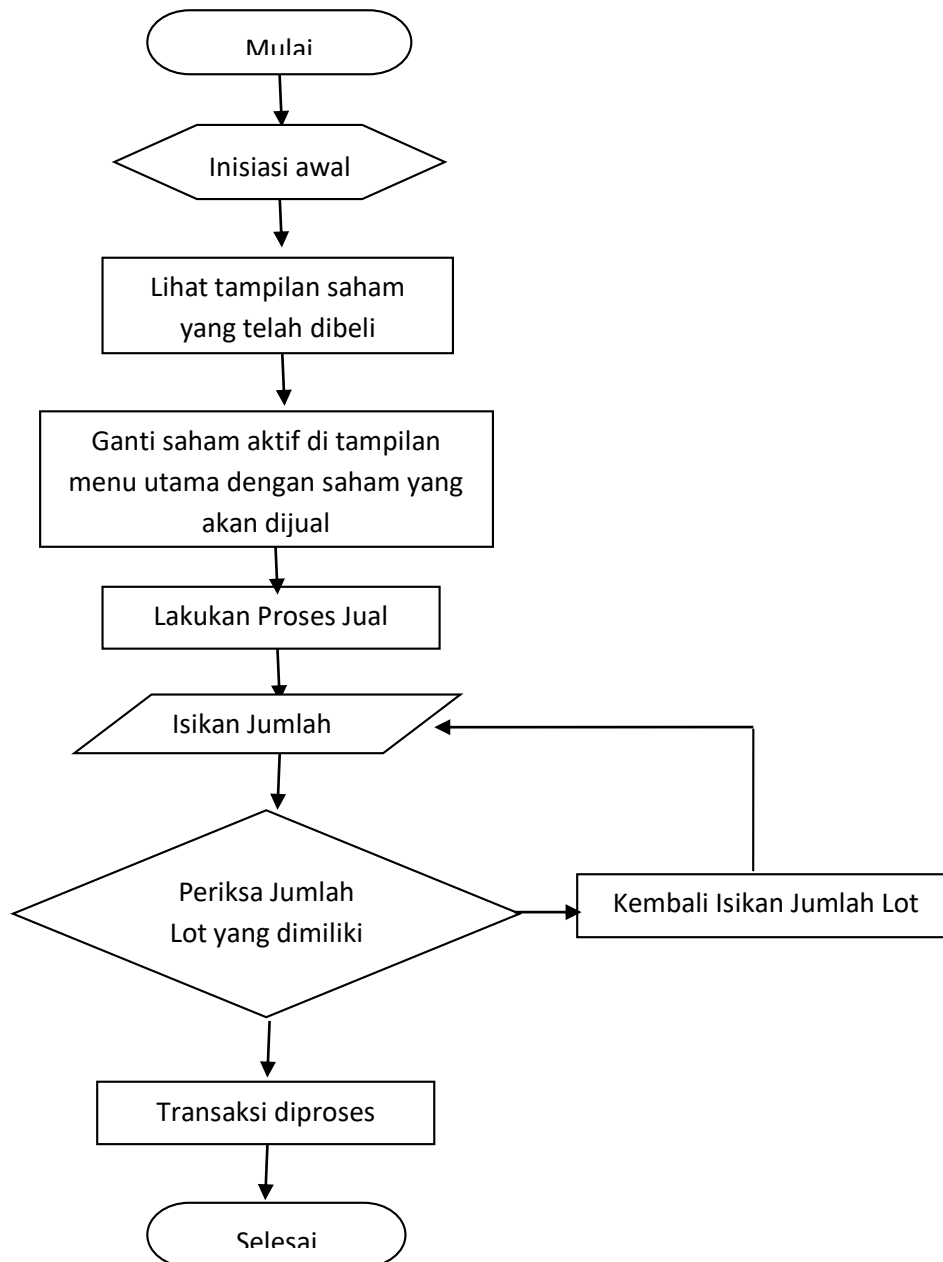 Mulai
Inisiasi awal
Lihat tampilan saham
yang telah dibeli
Ganti saham aktif di tampilan
menu utama dengan saham yang
akan dijual
Lakukan Proses Jual
Isikan Jumlah
Periksa Jumlah
Lot yang dimiliki
Kembali Isikan Jumlah Lot
Transaksi diproses
Selesai